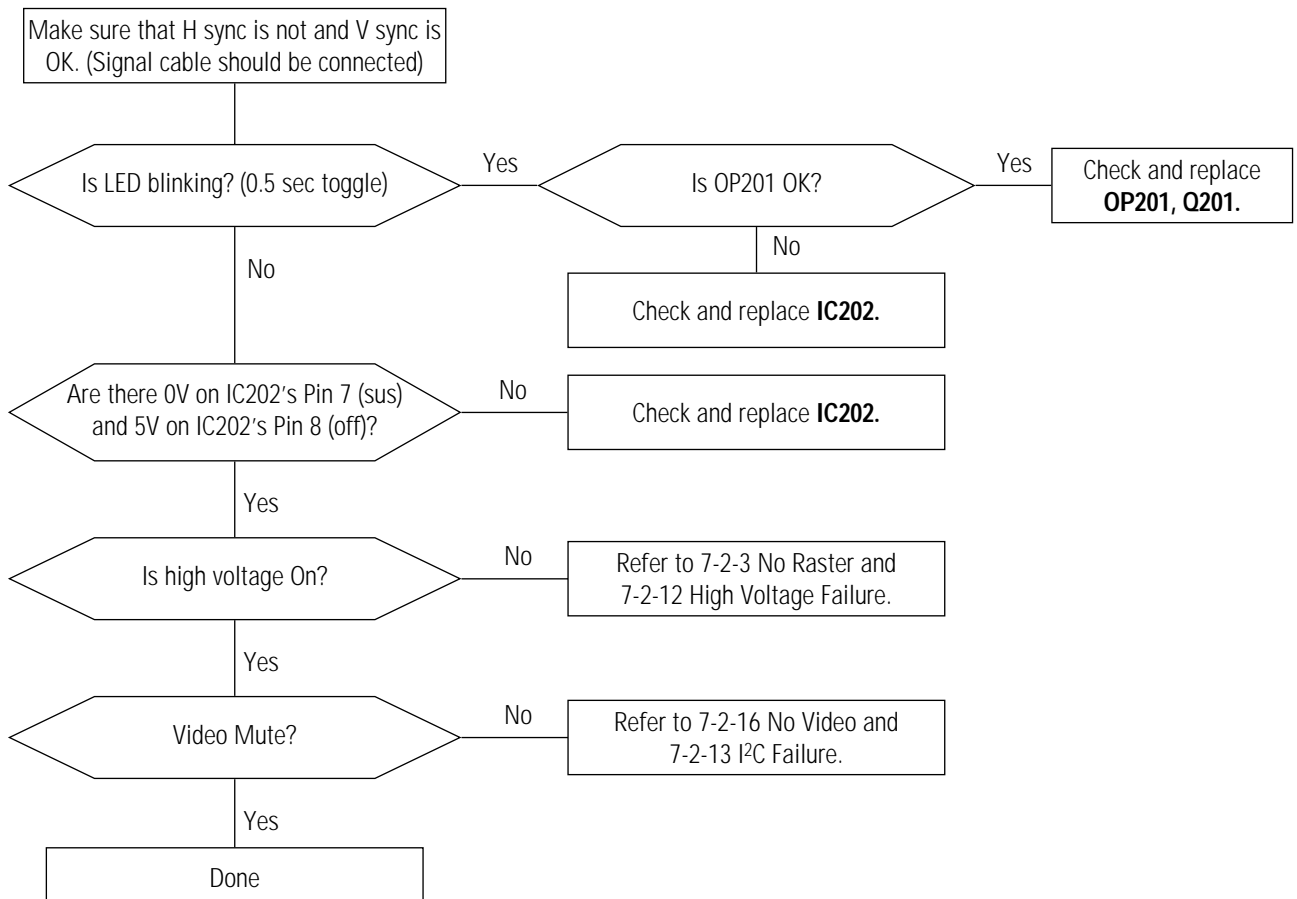 Make sure that H sync is not and V sync is
OK. (Signal cable should be connected)
Is LED blinking? (0.5 sec toggle)
Yes
Is OP201 OK?
Yes
Check and replace
OP201, Q201.
No
No
Check and replace IC202.
Are there 0V on IC202's Pin 7 (sus)
and 5V on IC202's Pin 8 (off)?
No
Check and replace IC202.
Yes
Is high voltage On?
No
Refer to 7-2-3 No Raster and
7-2-12 High Voltage Failure.
Yes
Video Mute?
No
Refer to 7-2-16 No Video and
7-2-13 I²C Failure.
Yes
Done